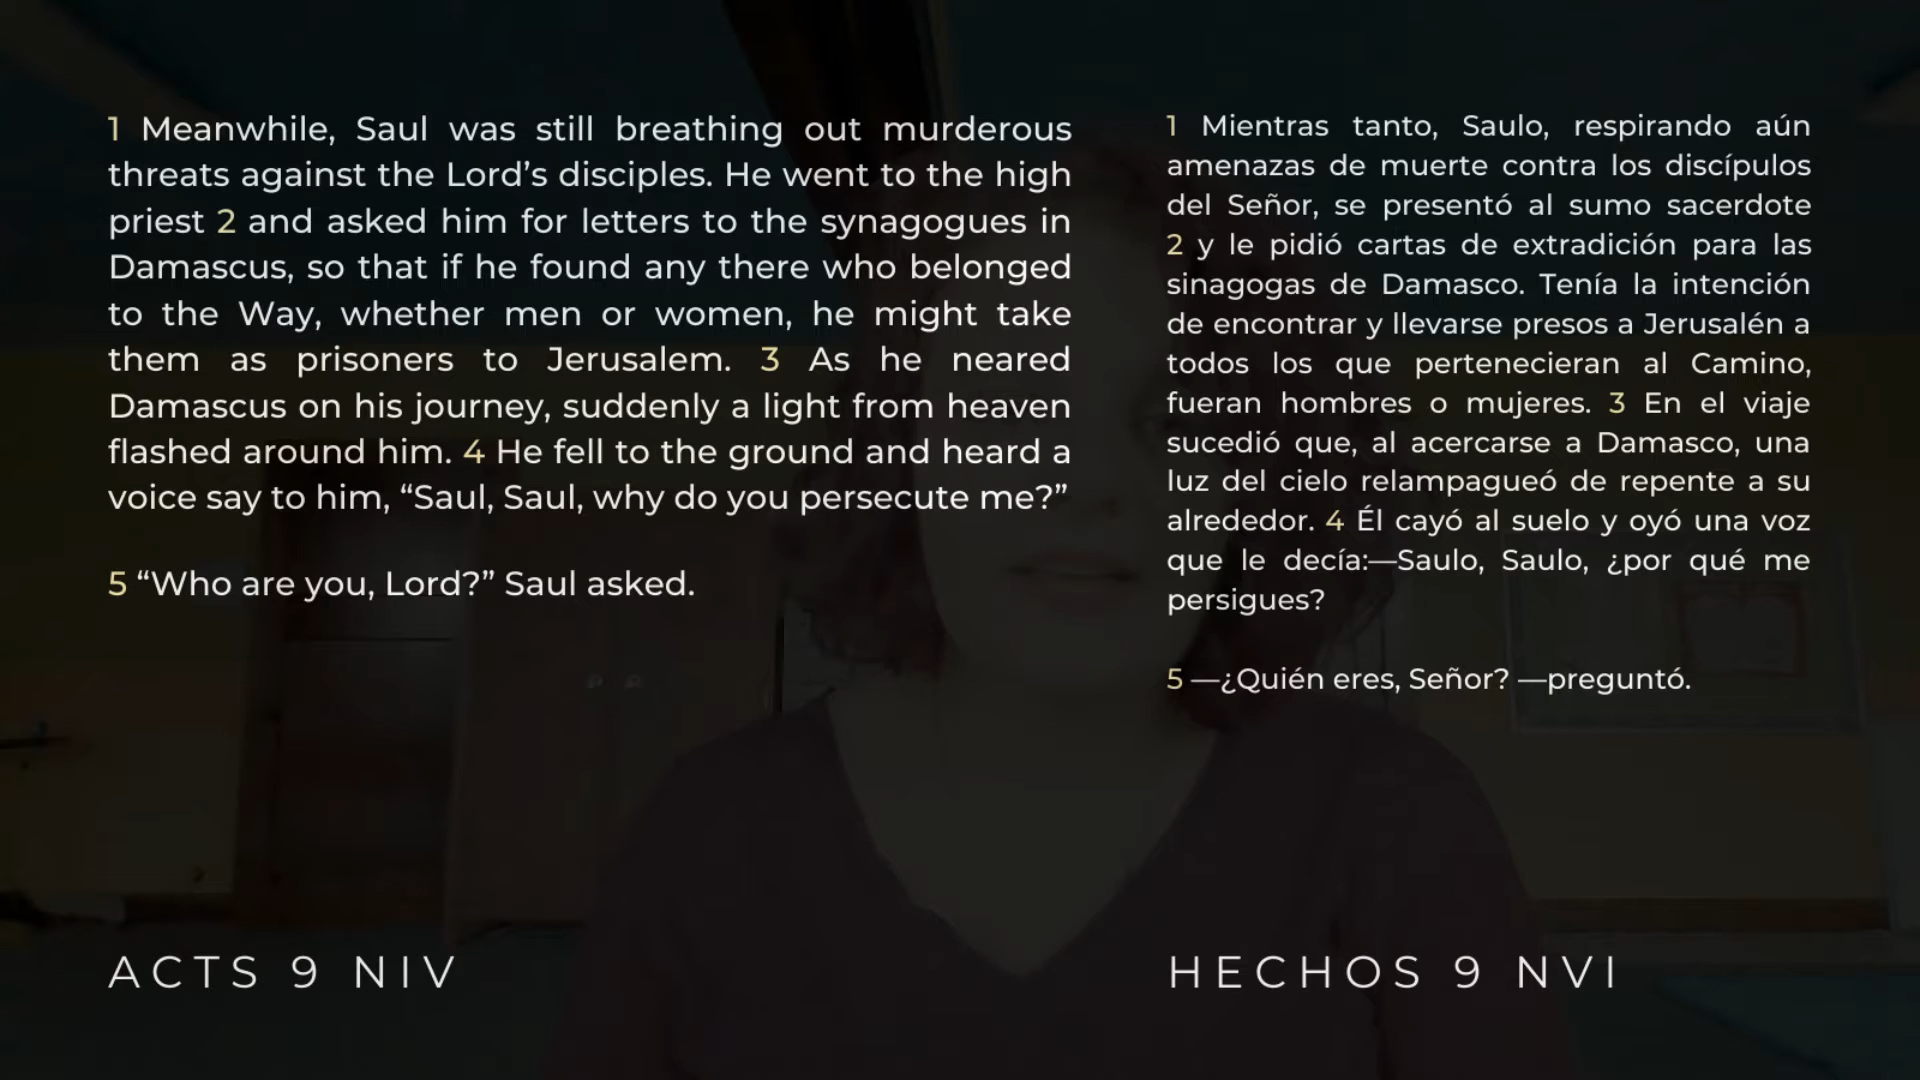 1 Meanwhile, Saul was still breathing out murderous
threats against the Lord’s disciples. He went to the high
priest 2 and asked him for letters to the synagogues in
Damascus, so that if he found any there who belonged
to the Way, whether men or women, he might take
them as prisoners to Jerusalem. 3 As he neared
Damascus on his journey, suddenly a light from heaven
flashed around him. 4 He fell to the ground and heard a
voice say to him, “Saul, Saul, why do you persecute me?”
5 “Who are you, Lord?” Saul asked.
ACTS 9 NIV
1 Mientras tanto, Saulo, respirando aún
amenazas de muerte contra los discípulos
del Señor, se presentó al sumo sacerdote
2 y le pidió cartas de extradición para las
sinagogas de Damasco. Tenía la intención
de encontrar y llevarse presos a Jerusalén a
todos los que pertenecieran al Camino,
fueran hombres o mujeres. 3 En el viaje
sucedió que, al acercarse a Damasco, una
luz del cielo relampagueó de repente a su
alrededor. 4 Él cayó al suelo y oyó una voz
que le decía:—Saulo, Saulo, ¿por qué me
persigues?
5 —¿Quién eres, Señor? —preguntó.
HECHOS 9 NVI